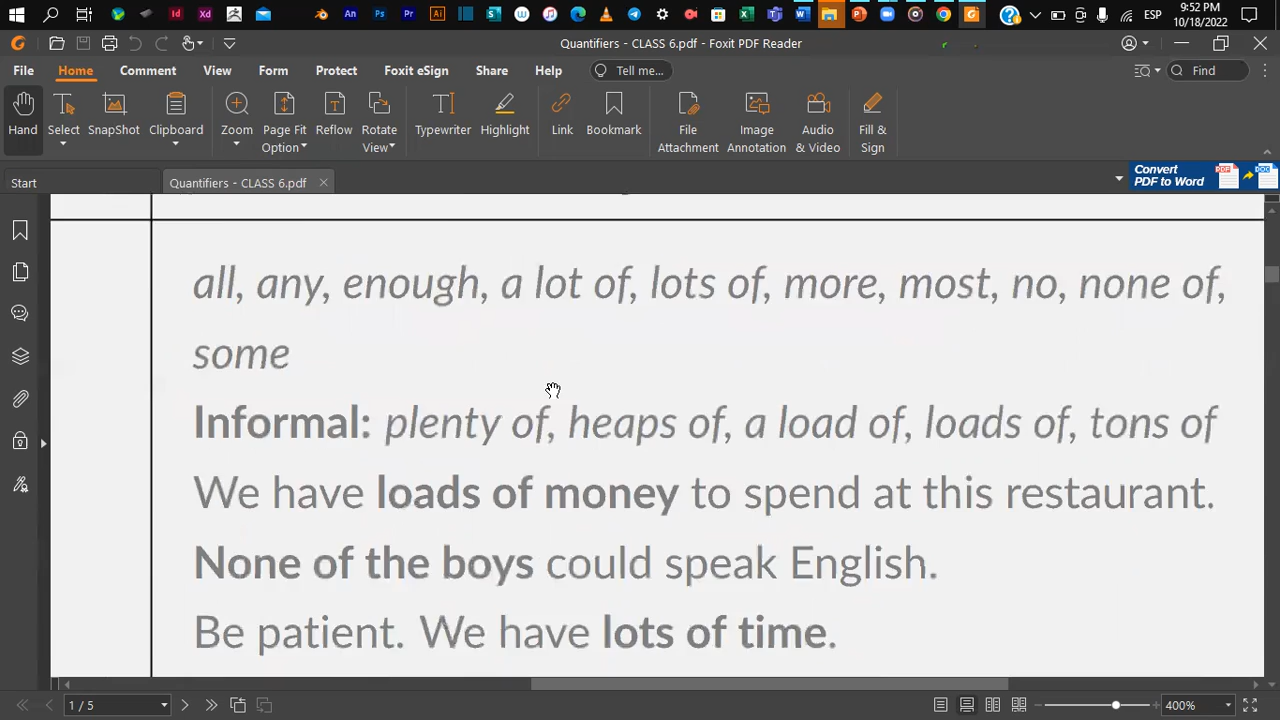 9:52 PM
ESP
10/18/2022
Quantifiers - CLASS 6.pdf - Foxit PDF Reader
File Home Comment View Form Protect Foxit eSign Share Help Tell me... Find
Hand Select SnapShot Clipboard Zoom Page Fit Option Reflow Rotate View Typewriter Highlight Link Bookmark File Attachment Image Annotation Audio & Video Fill & Sign
Start Quantifiers - CLASS 6.pdf Convert PDF to Word
all, any, enough, a lot of, lots of, more, most, no, none of,
some
Informal: plenty of, heaps of, a load of, loads of, tons of
We have loads of money to spend at this restaurant.
None of the boys could speak English.
Be patient. We have lots of time.
1 / 5 400%